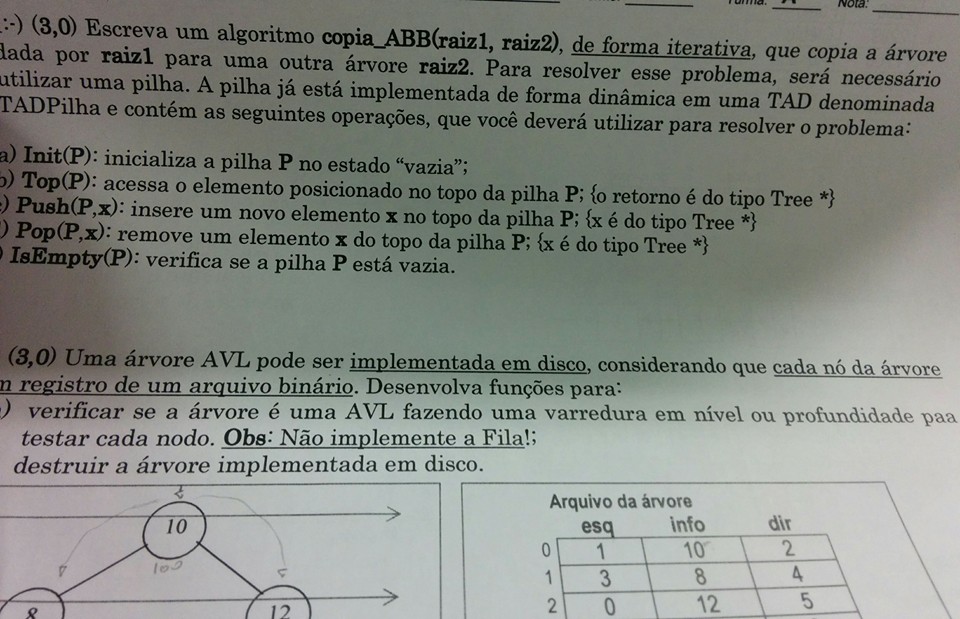 Turma: Nota:
:-) (3,0) Escreva um algoritmo copia_ABB(raiz1, raiz2), de forma iterativa, que copia a árvore
dada por raiz1 para uma outra árvore raiz2. Para resolver esse problema, será necessário
utilizar uma pilha. A pilha já está implementada de forma dinâmica em uma TAD denominada
TADPilha e contém as seguintes operações, que você deverá utilizar para resolver o problema:
a) Init(P): inicializa a pilha P no estado “vazia”;
b) Top(P): acessa o elemento posicionado no topo da pilha P; {o retorno é do tipo Tree *}
) Push(P,x): insere um novo elemento x no topo da pilha P; {x é do tipo Tree *}
) Pop(P,x): remove um elemento x do topo da pilha P; {x é do tipo Tree *}
) IsEmpty(P): verifica se a pilha P está vazia.
(3,0) Uma árvore AVL pode ser implementada em disco, considerando que cada nó da árvore
m registro de um arquivo binário. Desenvolva funções para:
) verificar se a árvore é uma AVL fazendo uma varredura em nível ou profundidade paa
testar cada nodo. Obs: Não implemente a Fila!;
destruir a árvore implementada em disco.
10
8 12
Arquivo da árvore
esq info dir
0 1 10 2
1 3 8 4
2 0 12 5